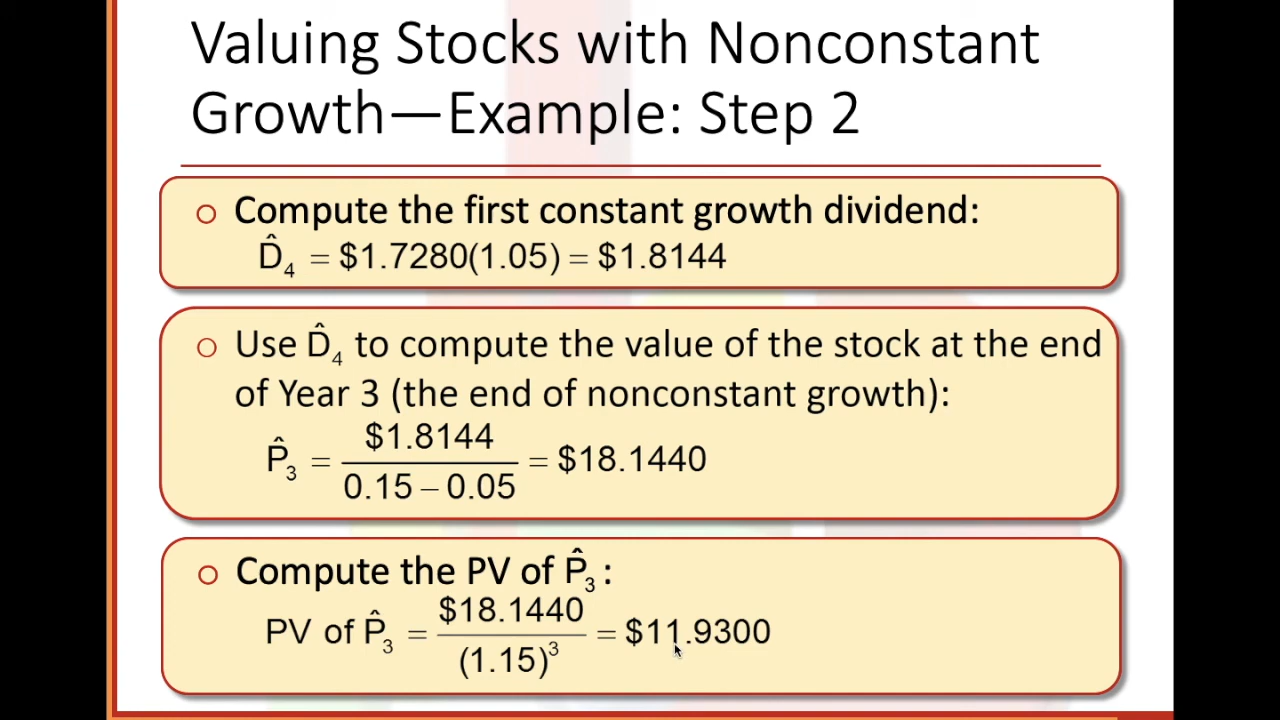 Valuing Stocks with Nonconstant
Growth—Example: Step 2
○ Compute the first constant growth dividend:
D̂₄ = $1.7280(1.05) = $1.8144
○ Use D̂₄ to compute the value of the stock at the end
of Year 3 (the end of nonconstant growth):
P̂₃ = $1.8144 / (0.15 – 0.05) = $18.1440
○ Compute the PV of P̂₃:
PV of P̂₃ = $18.1440 / (1.15)³ = $11.9300